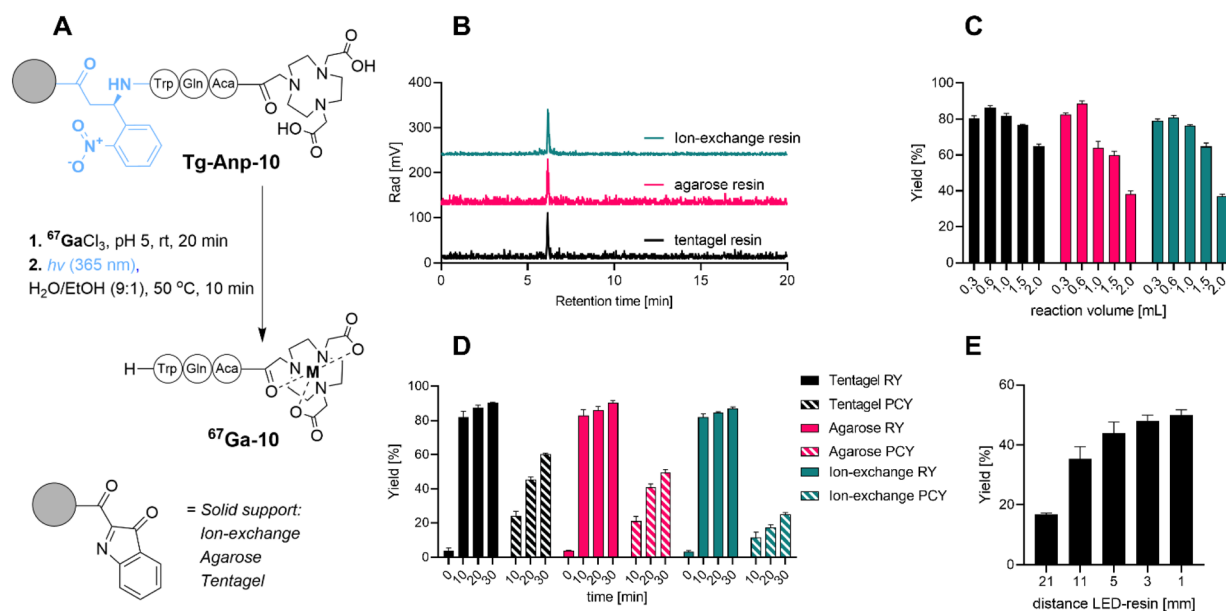 A
O
HN
Trp Gln Aca
O
N
N
N
N
O
OH
HO
O
O
N+
-O
Tg-Anp-10
1. ⁶⁷GaCl₃, pH 5, rt, 20 min
2. hv (365 nm),
H₂O/EtOH (9:1), 50 °C, 10 min
H Trp Gln Aca
O
N
N
N
N
M
O
O
O
O
⁶⁷Ga-10
O
O
N
= Solid support:
Ion-exchange
Agarose
Tentagel
B
Rad [mV]
400
300
200
100
0
Ion-exchange resin
agarose resin
tentagel resin
0 5 10 15 20
Retention time [min]
C
Yield [%]
100
80
60
40
20
0
0.3 0.6 1.0 1.5 2.0 0.3 0.6 1.0 1.5 2.0 0.3 0.6 1.0 1.5 2.0
reaction volume [mL]
D
Yield [%]
100
80
60
40
20
0
0 10 20 30 10 20 30 0 10 20 30 10 20 30 0 10 20 30 10 20 30
time [min]
Tentagel RY
Tentagel PCY
Agarose RY
Agarose PCY
Ion-exchange RY
Ion-exchange PCY
E
Yield [%]
60
40
20
0
21 11 5 3 1
distance LED-resin [mm]